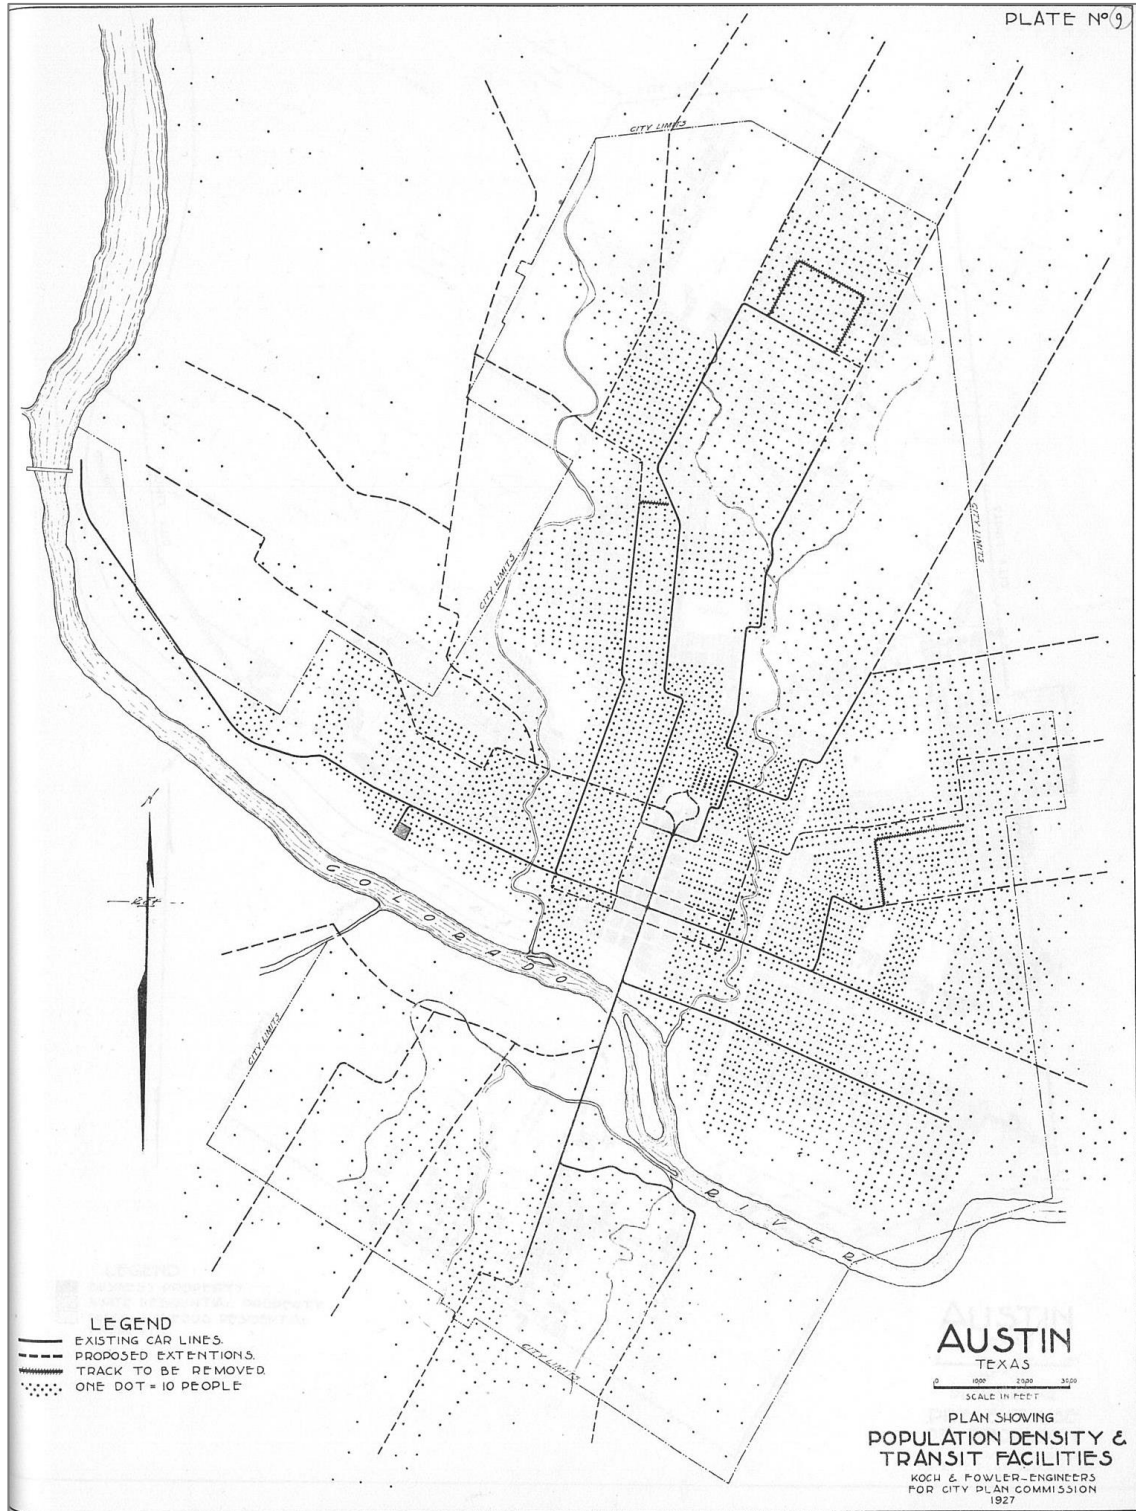 PLATE Nº 9
CITY LIMITS
CITY LIMITS
CITY LIMITS
COLORADO
RIVER
CITY LIMITS
CITY LIMITS
N
LEGEND
EXISTING CAR LINES.
PROPOSED EXTENTIONS.
TRACK TO BE REMOVED.
ONE DOT = 10 PEOPLE
AUSTIN
TEXAS
0 1000 2000 3000
SCALE IN FEET
PLAN SHOWING
POPULATION DENSITY &
TRANSIT FACILITIES
KOCH & FOWLER-ENGINEERS
FOR CITY PLAN COMMISSION
1927